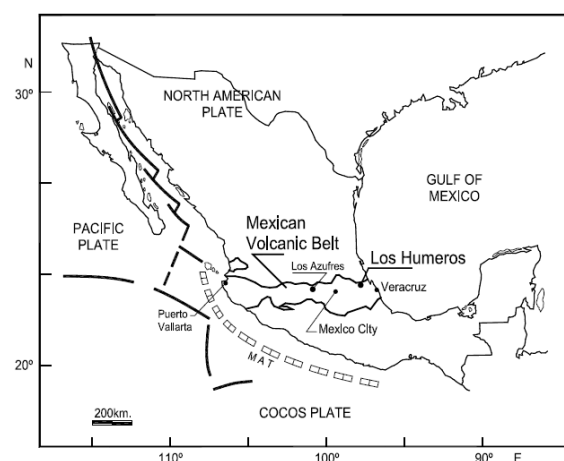 N
30º
NORTH AMERICAN
PLATE
GULF OF
MEXICO
PACIFIC
PLATE
Mexican
Volcanic Belt
Los Humeros
Los Azufres
Veracruz
Puerto
Vallarta
Mexico City
20º
MAT
COCOS PLATE
200km.
110º
100º
90º
E